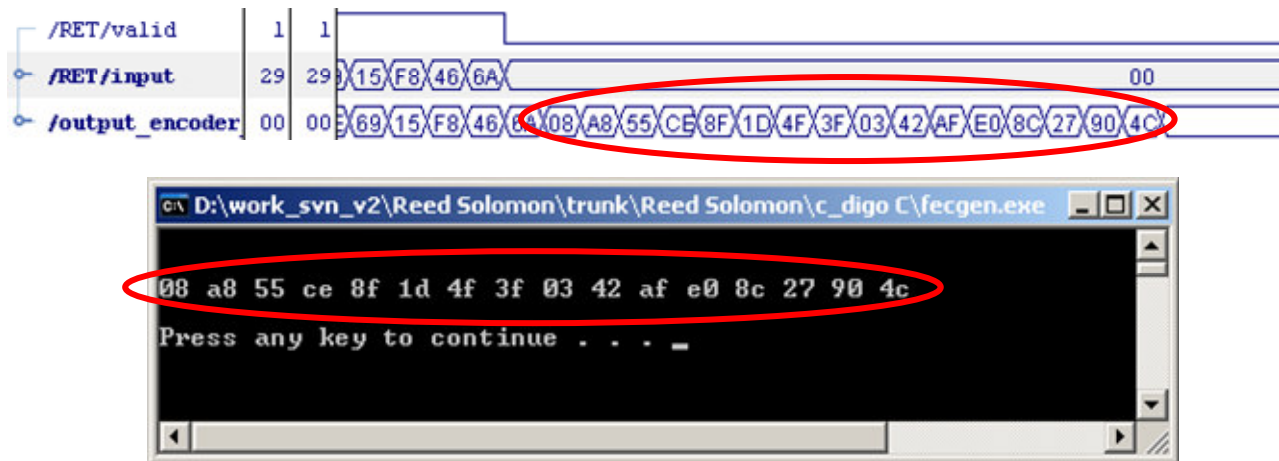 /RET/valid 1 1
/RET/input 29 29 15 F8 46 6A 00
/output_encoder 00 00 69 15 F8 46 6A 08 A8 55 CE 8F 1D 4F 3F 03 42 AF E0 8C 27 90 4C
D:\work_svn_v2\Reed Solomon\trunk\Reed Solomon\c_digo C\fecgen.exe
08 a8 55 ce 8f 1d 4f 3f 03 42 af e0 8c 27 90 4c
Press any key to continue . . . _